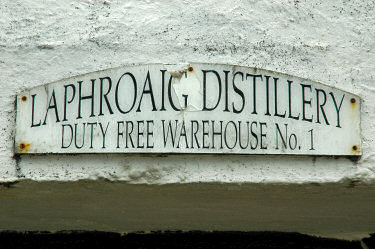 LAPHROAIG DISTILLERY
DUTY FREE WAREHOUSE No. 1